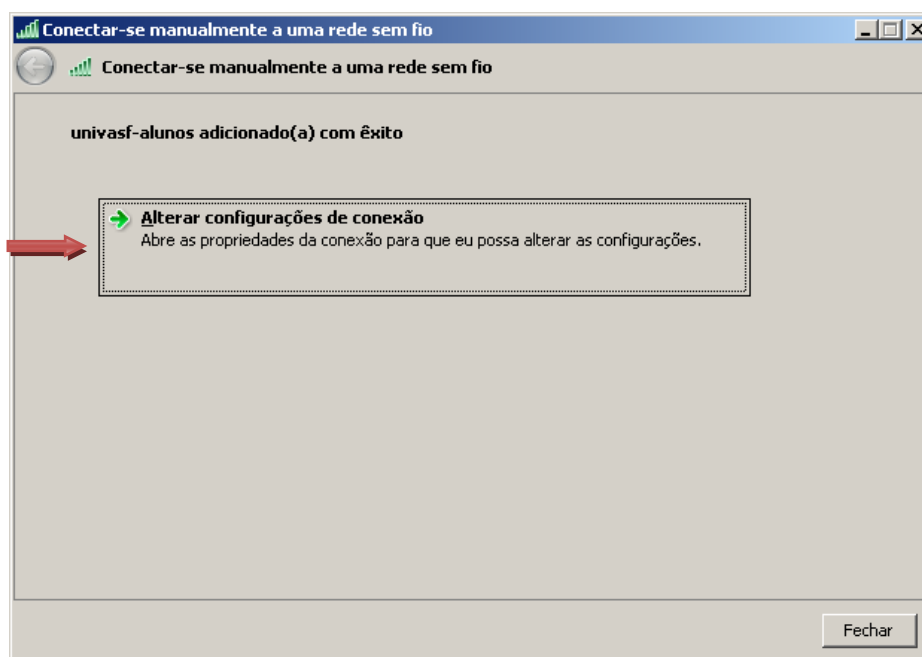 Conectar-se manualmente a uma rede sem fio
Conectar-se manualmente a uma rede sem fio
univasf-alunos adicionado(a) com êxito
Alterar configurações de conexão
Abre as propriedades da conexão para que eu possa alterar as configurações.
Fechar